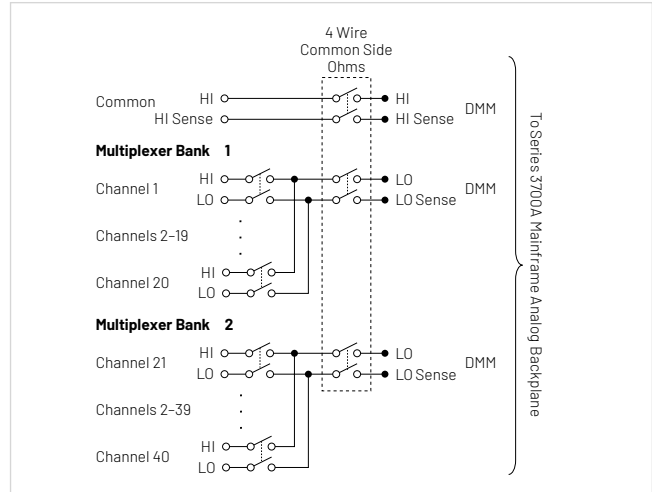 4 Wire
Common Side
Ohms
Common HI HI DMM
HI Sense HI Sense
Multiplexer Bank 1
Channel 1 HI LO DMM
LO LO Sense
Channels 2–19
Channel 20 HI
LO
Multiplexer Bank 2
Channel 21 HI LO DMM
LO LO Sense
Channels 2–39
Channel 40 HI
LO
To Series 3700A Mainframe Analog Backplane